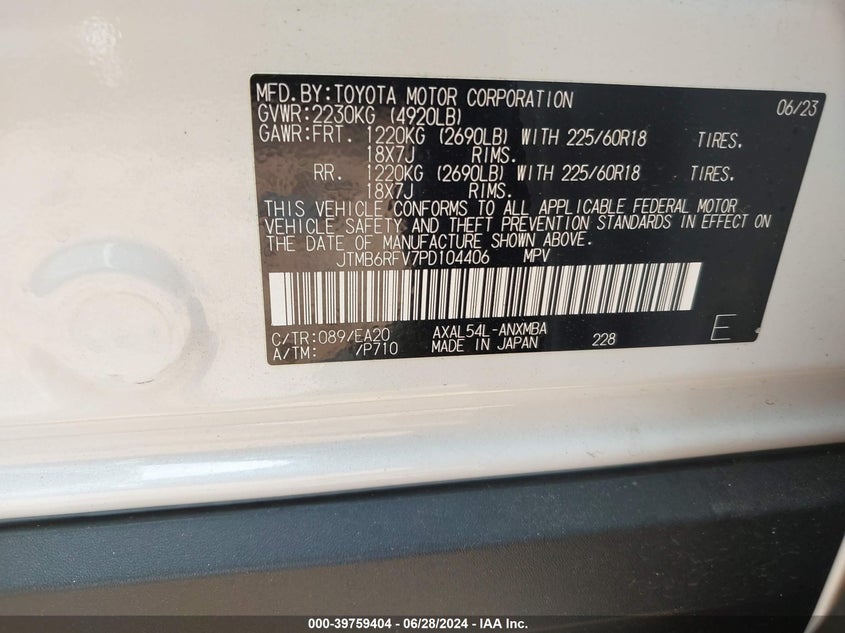 MFD.BY:TOYOTA MOTOR CORPORATION 06/23
GVWR:2230KG (4920LB)
GAWR:FRT. 1220KG (2690LB) WITH 225/60R18 TIRES.
18X7J RIMS.
RR. 1220KG (2690LB) WITH 225/60R18 TIRES.
18X7J RIMS.
THIS VEHICLE CONFORMS TO ALL APPLICABLE FEDERAL MOTOR
VEHICLE SAFETY AND THEFT PREVENTION STANDARDS IN EFFECT ON
THE DATE OF MANUFACTURE SHOWN ABOVE.
JTMB6RFV7PD104406 MPV
C/TR:089/EA20 AXAL54L-ANXMBA
A/TM: /P710 MADE IN JAPAN 228 E
000-39759404 - 06/28/2024 - IAA Inc.